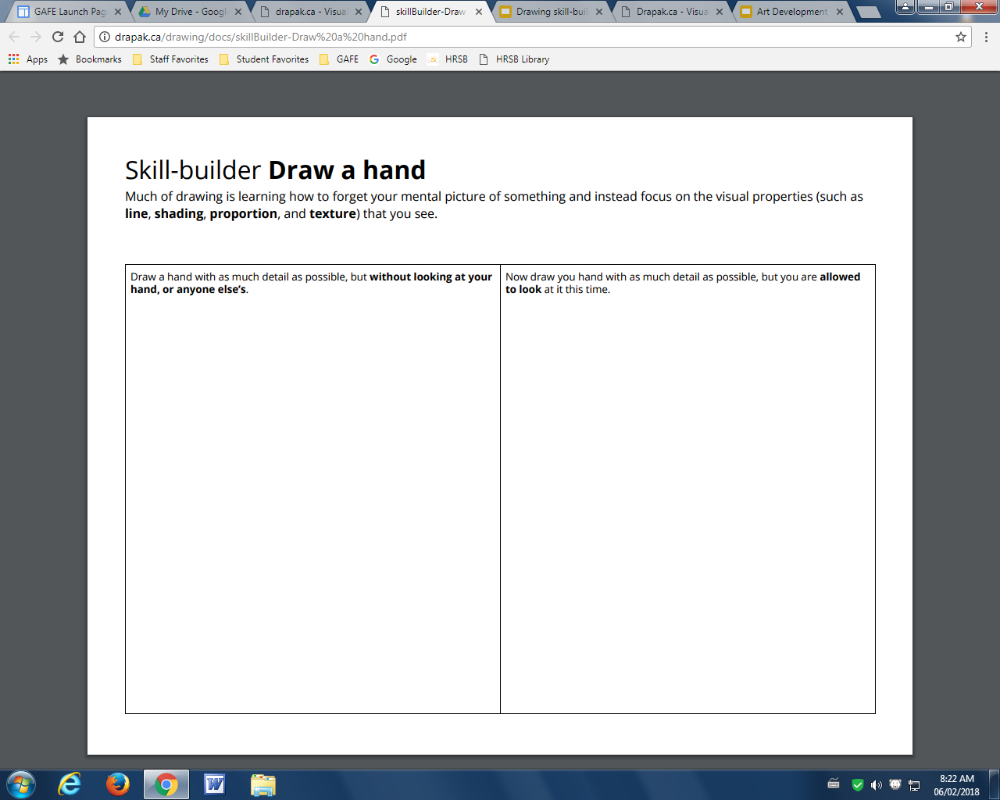 GAFE Launch Pag
My Drive - Googl
drapak.ca - Visual
skillBuilder-Draw
Drawing skill-buil
Drapak.ca - Visua
Art Development
drapak.ca/drawing/docs/skillBuilder-Draw%20a%20hand.pdf
Apps Bookmarks Staff Favorites Student Favorites GAFE Google HRSB HRSB Library
Skill-builder Draw a hand
Much of drawing is learning how to forget your mental picture of something and instead focus on the visual properties (such as
line, shading, proportion, and texture) that you see.
Draw a hand with as much detail as possible, but without looking at your
hand, or anyone else’s.
Now draw you hand with as much detail as possible, but you are allowed
to look at it this time.
8:22 AM
06/02/2018